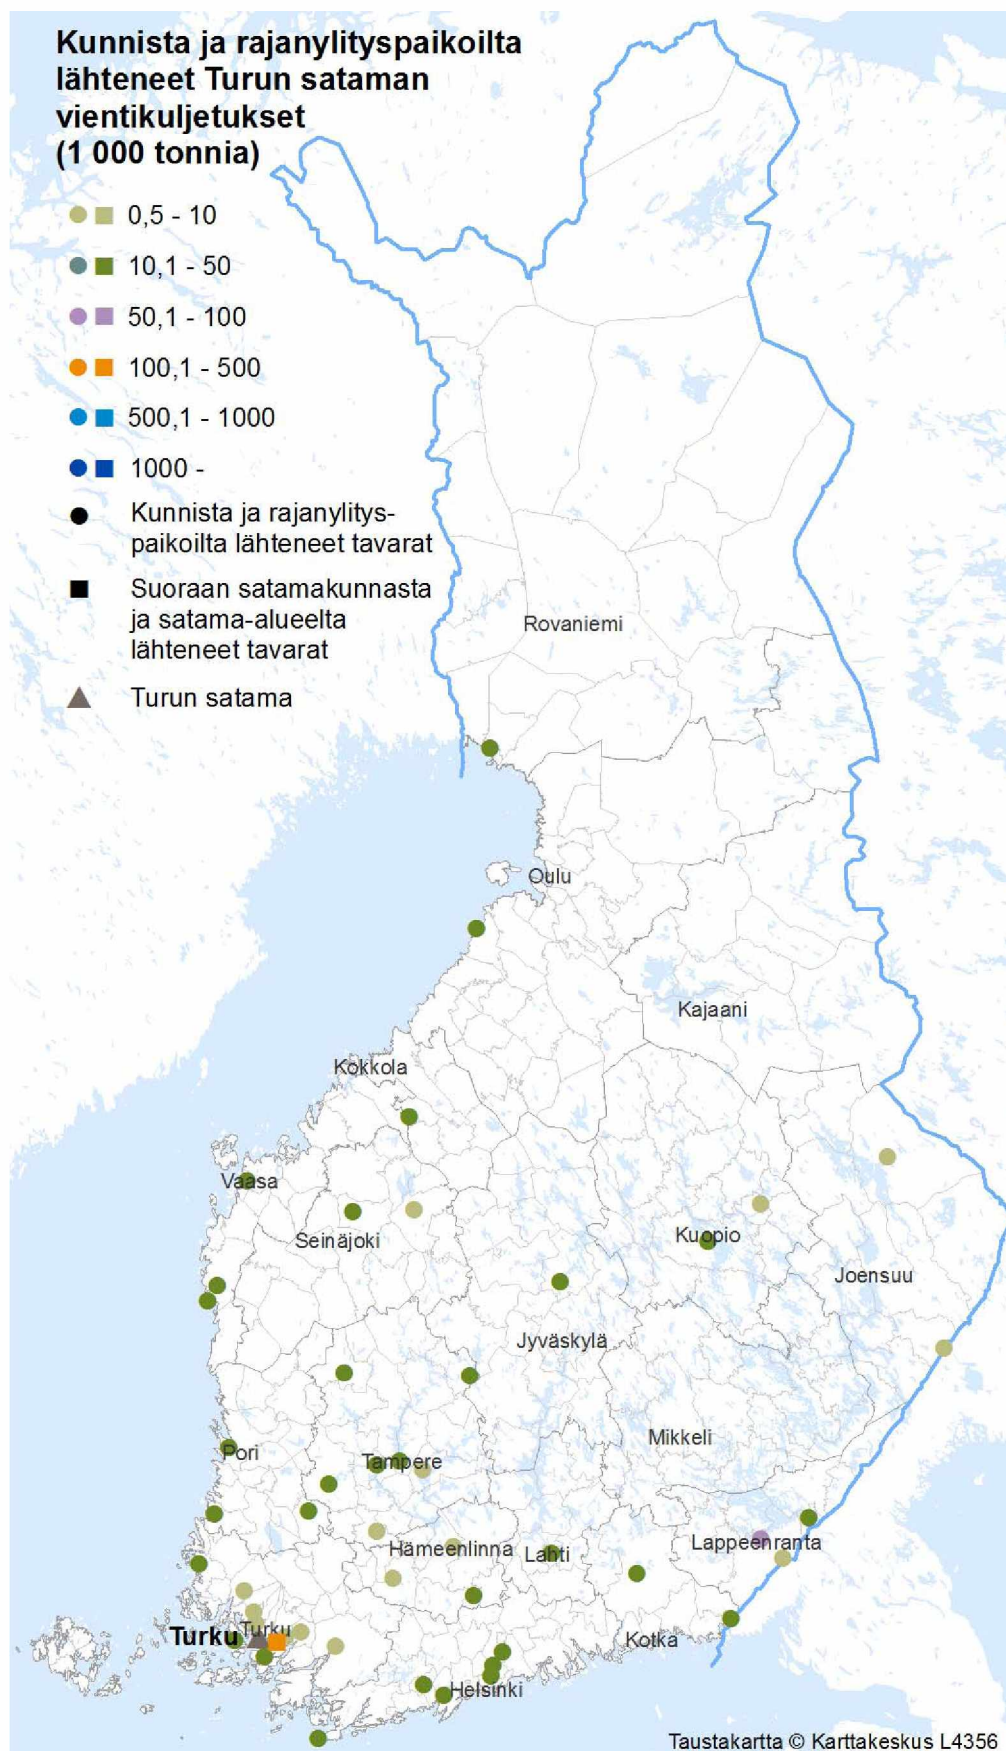 Kunnista ja rajanylityspaikoilta
lähteneet Turun sataman
vientikuljetukset
(1 000 tonnia)
0,5 - 10
10,1 - 50
50,1 - 100
100,1 - 500
500,1 - 1000
1000 -
Kunnista ja rajanylitys-
paikoilta lähteneet tavarat
Suoraan satamakunnasta
ja satama-alueelta
lähteneet tavarat
Turun satama
Rovaniemi
Oulu
Kajaani
Kokkola
Vaasa
Seinäjoki
Kuopio
Joensuu
Jyväskylä
Mikkeli
Pori
Tampere
Hämeenlinna
Lahti
Lappeenranta
Turku
Turku
Kotka
Helsinki
Taustakartta © Karttakeskus L4356